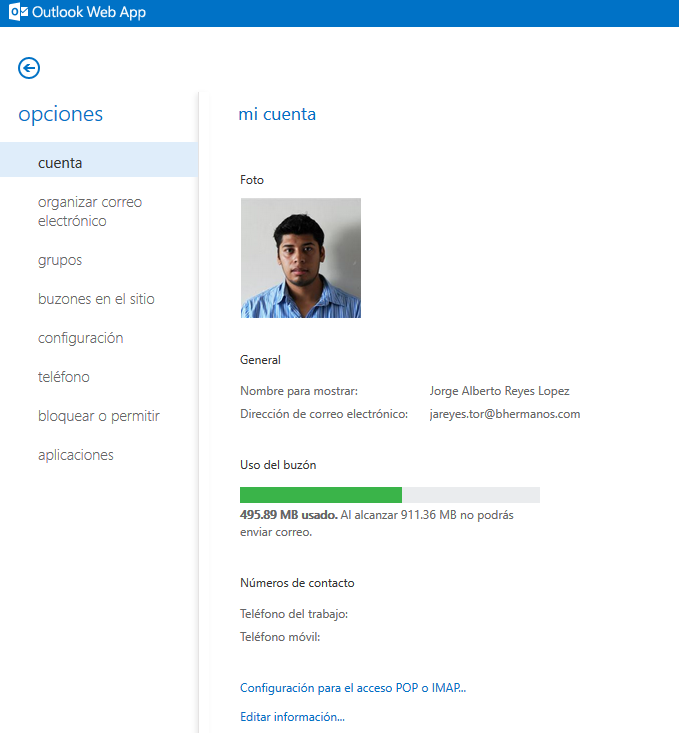 Outlook Web App
opciones
cuenta
organizar correo
electrónico
grupos
buzones en el sitio
configuración
teléfono
bloquear o permitir
aplicaciones
mi cuenta
Foto
General
Nombre para mostrar: Jorge Alberto Reyes Lopez
Dirección de correo electrónico: jareyes.tor@bhermanos.com
Uso del buzón
495.89 MB usado. Al alcanzar 911.36 MB no podrás
enviar correo.
Números de contacto
Teléfono del trabajo:
Teléfono móvil:
Configuración para el acceso POP o IMAP...
Editar información...